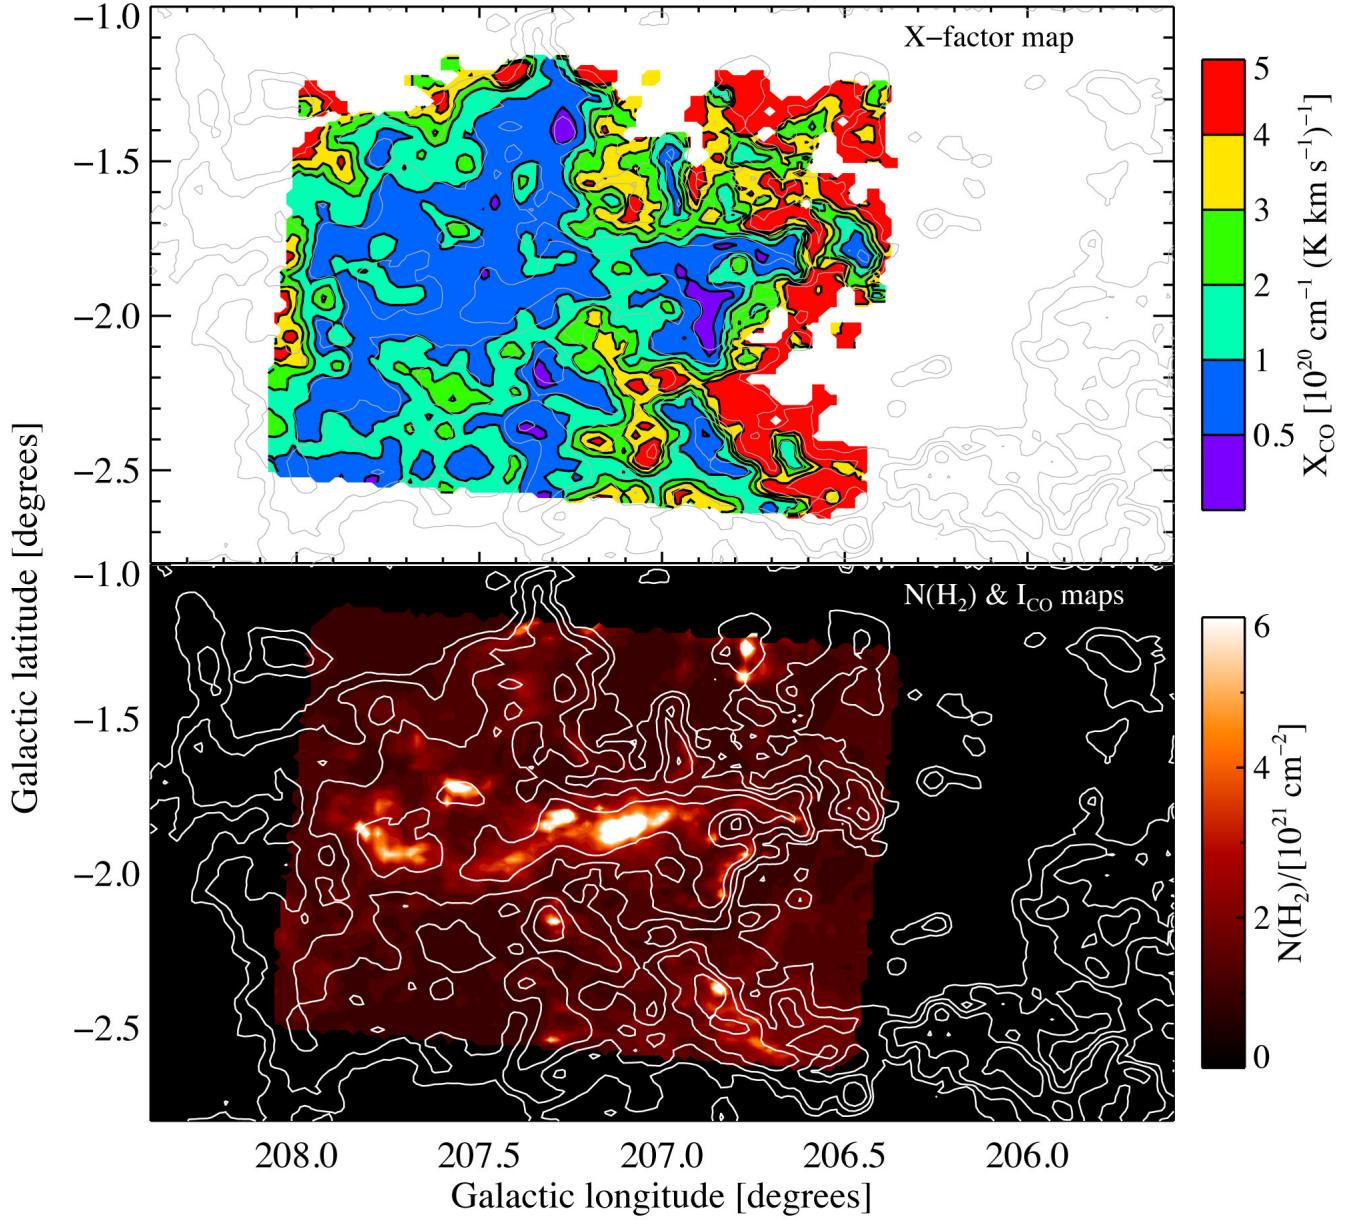 −1.0
X−factor map
5
−1.5
4
3
−2.0
2
1
−2.5
0.5
X_CO [10^20 cm^−1 (K km s^−1)^−1]
Galactic latitude [degrees]
−1.0
N(H_2) & I_CO maps
6
−1.5
4
−2.0
2
−2.5
0
N(H_2)/[10^21 cm^−2]
208.0 207.5 207.0 206.5 206.0
Galactic longitude [degrees]